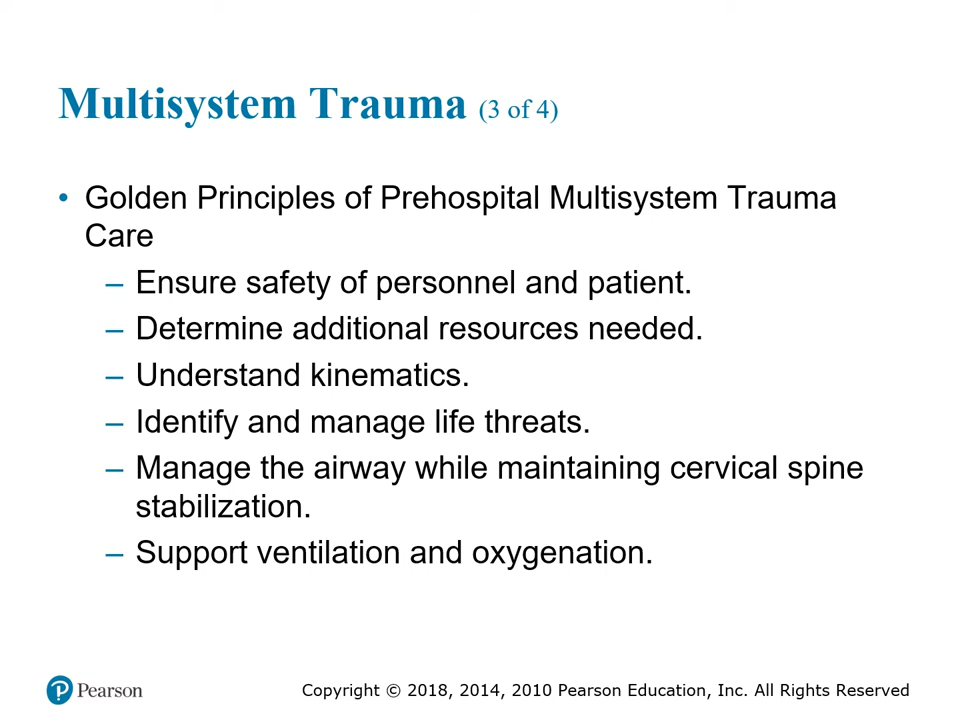 Multisystem Trauma (3 of 4)
• Golden Principles of Prehospital Multisystem Trauma
Care
– Ensure safety of personnel and patient.
– Determine additional resources needed.
– Understand kinematics.
– Identify and manage life threats.
– Manage the airway while maintaining cervical spine
stabilization.
– Support ventilation and oxygenation.
Pearson
Copyright © 2018, 2014, 2010 Pearson Education, Inc. All Rights Reserved